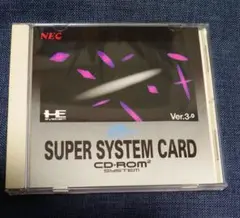 NEC
Ver.3.0
SUPER SYSTEM CARD
CD-ROM²
SYSTEM